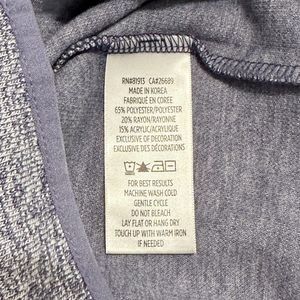 RN#81913 CA#26689
MADE IN KOREA
FABRIQUÉ EN CORÉE
65% POLYESTER/POLYESTER
20% RAYON/RAYONNE
15% ACRYLIC/ACRYLIQUE
EXCLUSIVE OF DECORATION
EXCLUSIVE DES DÉCORATIONS
FOR BEST RESULTS
MACHINE WASH COLD
GENTLE CYCLE
DO NOT BLEACH
LAY FLAT OR HANG DRY
TOUCH UP WITH WARM IRON
IF NEEDED